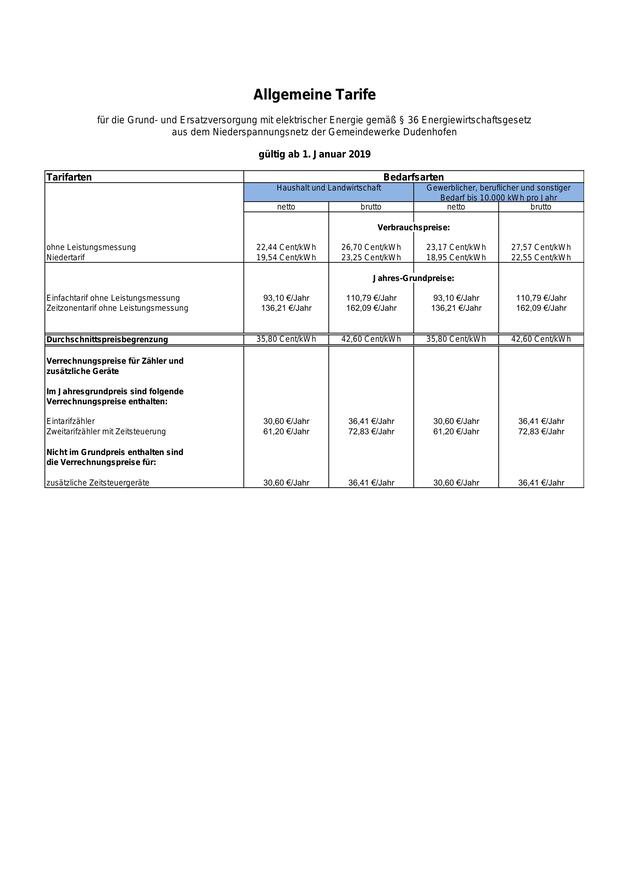 Allgemeine Tarife
für die Grund- und Ersatzversorgung mit elektrischer Energie gemäß § 36 Energiewirtschaftsgesetz
aus dem Niederspannungsnetz der Gemeindewerke Dudenhofen
gültig ab 1. Januar 2019
Tarifarten Bedarfsarten
Haushalt und Landwirtschaft Gewerblicher, beruflicher und sonstiger
Bedarf bis 10.000 kWh pro Jahr
netto brutto netto brutto
Verbrauchspreise:
ohne Leistungsmessung 22,44 Cent/kWh 26,70 Cent/kWh 23,17 Cent/kWh 27,57 Cent/kWh
Niedertarif 19,54 Cent/kWh 23,25 Cent/kWh 18,95 Cent/kWh 22,55 Cent/kWh
Jahres-Grundpreise:
Einfachtarif ohne Leistungsmessung 93,10 €/Jahr 110,79 €/Jahr 93,10 €/Jahr 110,79 €/Jahr
Zeitzonentarif ohne Leistungsmessung 136,21 €/Jahr 162,09 €/Jahr 136,21 €/Jahr 162,09 €/Jahr
Durchschnittspreisbegrenzung 35,80 Cent/kWh 42,60 Cent/kWh 35,80 Cent/kWh 42,60 Cent/kWh
Verrechnungspreise für Zähler und
zusätzliche Geräte
Im Jahresgrundpreis sind folgende
Verrechnungspreise enthalten:
Eintarifzähler 30,60 €/Jahr 36,41 €/Jahr 30,60 €/Jahr 36,41 €/Jahr
Zweitarifzähler mit Zeitsteuerung 61,20 €/Jahr 72,83 €/Jahr 61,20 €/Jahr 72,83 €/Jahr
Nicht im Grundpreis enthalten sind
die Verrechnungspreise für:
zusätzliche Zeitsteuergeräte 30,60 €/Jahr 36,41 €/Jahr 30,60 €/Jahr 36,41 €/Jahr